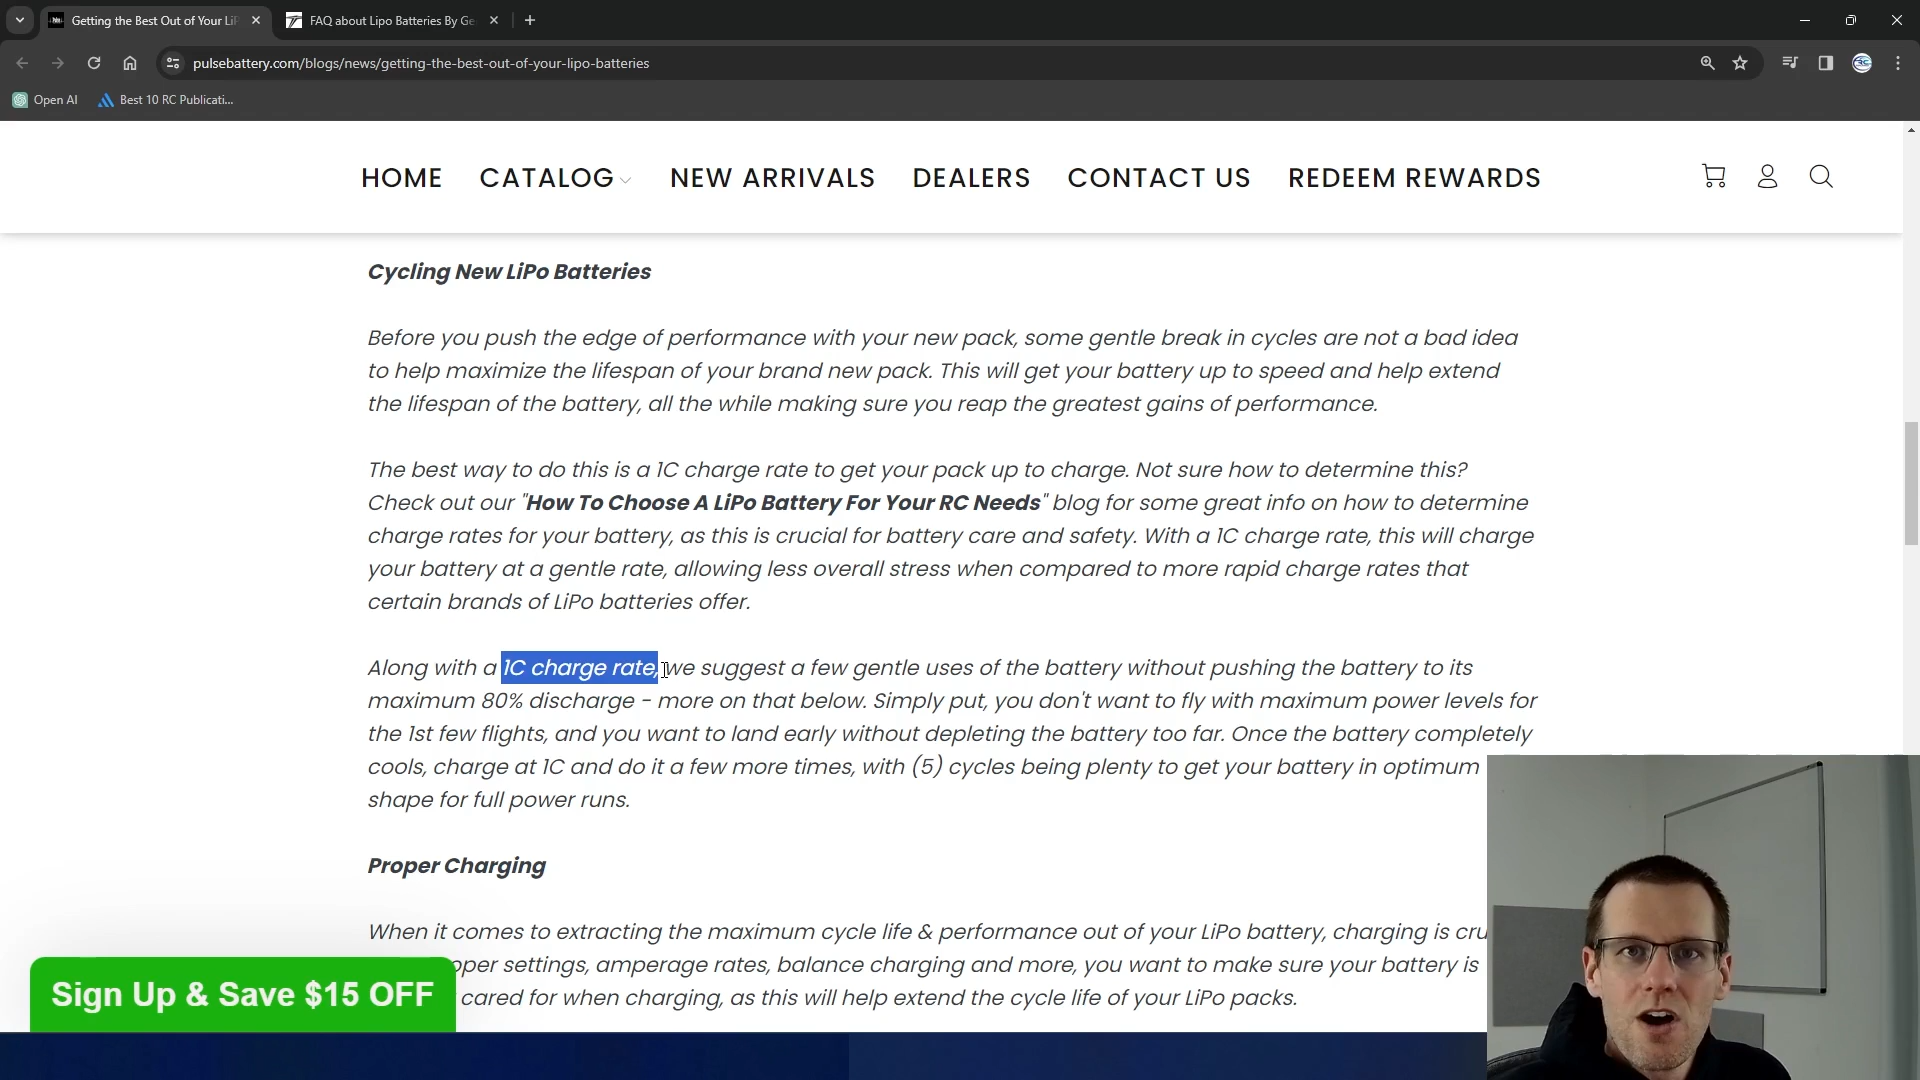 Getting the Best Out of Your Li
FAQ about Lipo Batteries By Ge
pulsebattery.com/blogs/news/getting-the-best-out-of-your-lipo-batteries
Open AI
Best 10 RC Publicati...
HOME CATALOG NEW ARRIVALS DEALERS CONTACT US REDEEM REWARDS
Cycling New LiPo Batteries
Before you push the edge of performance with your new pack, some gentle break in cycles are not a bad idea
to help maximize the lifespan of your brand new pack. This will get your battery up to speed and help extend
the lifespan of the battery, all the while making sure you reap the greatest gains of performance.
The best way to do this is a 1C charge rate to get your pack up to charge. Not sure how to determine this?
Check out our "How To Choose A LiPo Battery For Your RC Needs" blog for some great info on how to determine
charge rates for your battery, as this is crucial for battery care and safety. With a 1C charge rate, this will charge
your battery at a gentle rate, allowing less overall stress when compared to more rapid charge rates that
certain brands of LiPo batteries offer.
Along with a 1C charge rate, we suggest a few gentle uses of the battery without pushing the battery to its
maximum 80% discharge - more on that below. Simply put, you don't want to fly with maximum power levels for
the 1st few flights, and you want to land early without depleting the battery too far. Once the battery completely
cools, charge at 1C and do it a few more times, with (5) cycles being plenty to get your battery in optimum
shape for full power runs.
Proper Charging
When it comes to extracting the maximum cycle life & performance out of your LiPo battery, charging is cru
oper settings, amperage rates, balance charging and more, you want to make sure your battery is
cared for when charging, as this will help extend the cycle life of your LiPo packs.
Sign Up & Save $15 OFF